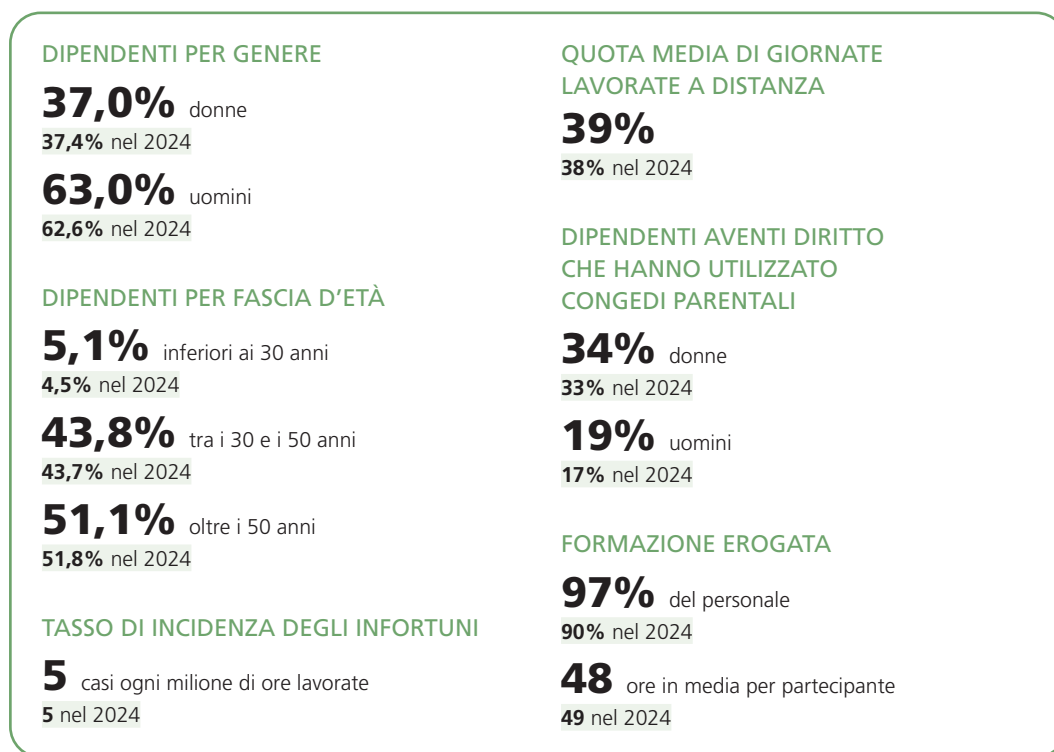 DIPENDENTI PER GENERE
37,0% donne
37,4% nel 2024
63,0% uomini
62,6% nel 2024
DIPENDENTI PER FASCIA D'ETÀ
5,1% inferiori ai 30 anni
4,5% nel 2024
43,8% tra i 30 e i 50 anni
43,7% nel 2024
51,1% oltre i 50 anni
51,8% nel 2024
TASSO DI INCIDENZA DEGLI INFORTUNI
5 casi ogni milione di ore lavorate
5 nel 2024
QUOTA MEDIA DI GIORNATE
LAVORATE A DISTANZA
39%
38% nel 2024
DIPENDENTI AVENTI DIRITTO
CHE HANNO UTILIZZATO
CONGEDI PARENTALI
34% donne
33% nel 2024
19% uomini
17% nel 2024
FORMAZIONE EROGATA
97% del personale
90% nel 2024
48 ore in media per partecipante
49 nel 2024